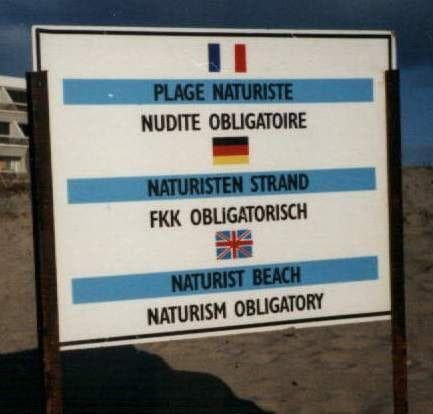 PLAGE NATURISTE
NUDITE OBLIGATOIRE
NATURISTEN STRAND
FKK OBLIGATORISCH
NATURIST BEACH
NATURISM OBLIGATORY